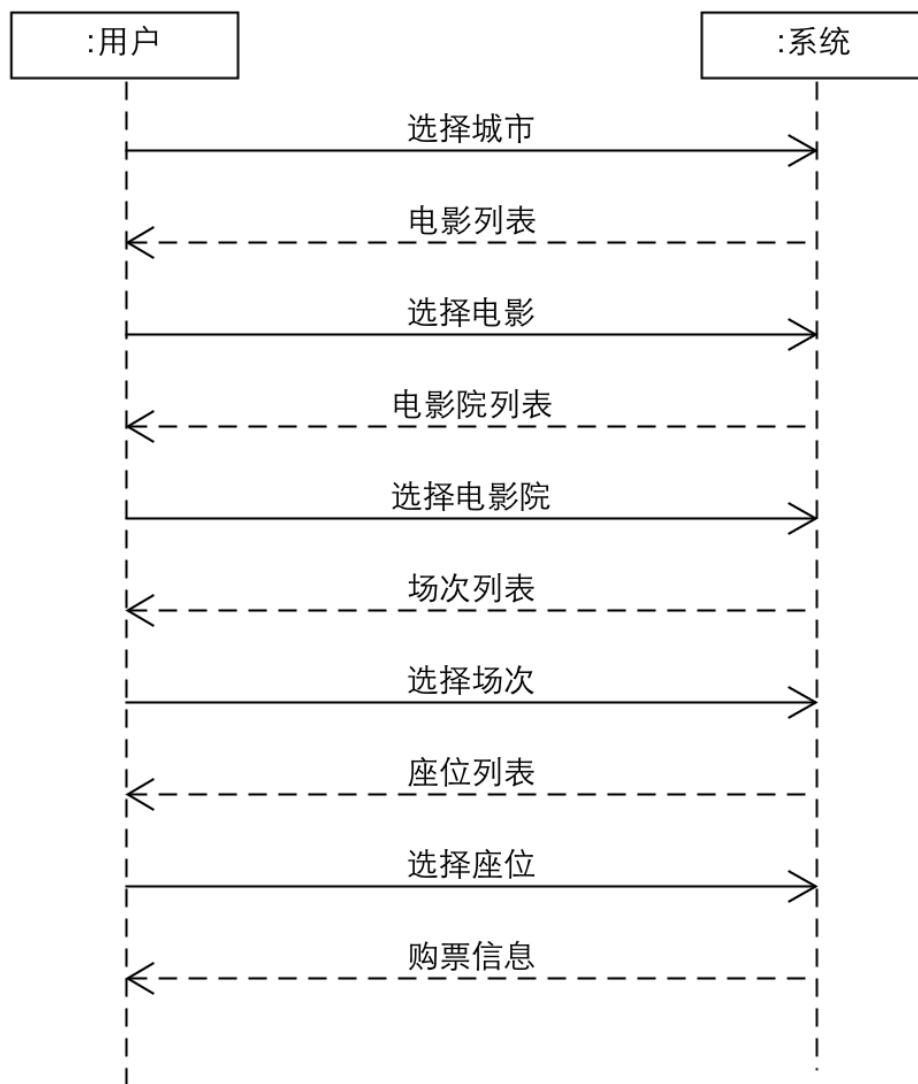 :用户
:系统
选择城市
电影列表
选择电影
电影院列表
选择电影院
场次列表
选择场次
座位列表
选择座位
购票信息